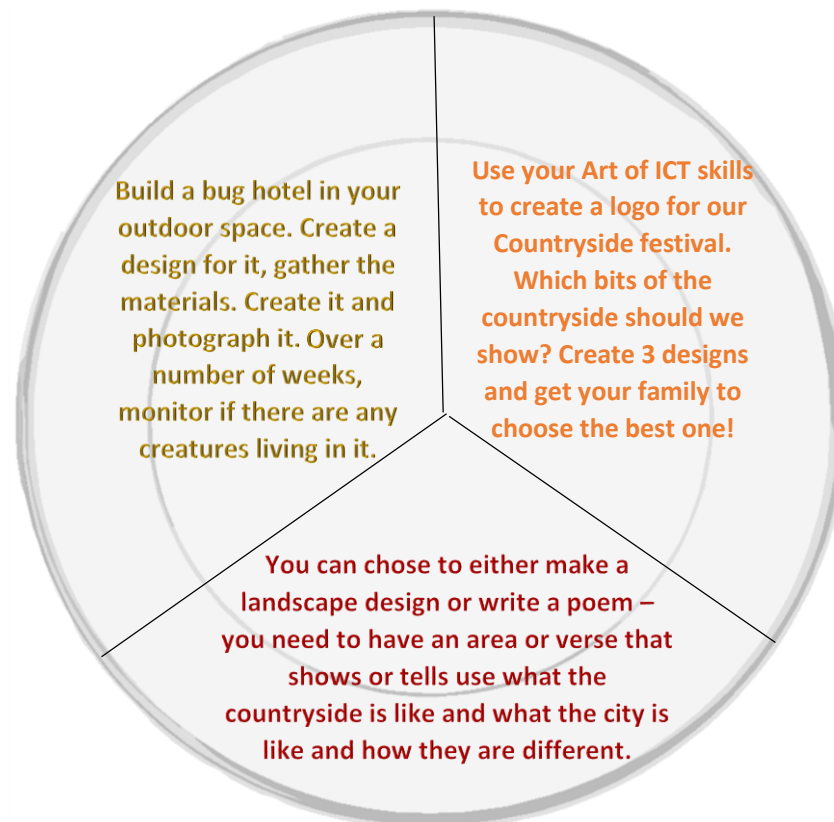 Build a bug hotel in your
outdoor space. Create a
design for it, gather the
materials. Create it and
photograph it. Over a
number of weeks,
monitor if there are any
creatures living in it.
Use your Art of ICT skills
to create a logo for our
Countryside festival.
Which bits of the
countryside should we
show? Create 3 designs
and get your family to
choose the best one!
You can chose to either make a
landscape design or write a poem –
you need to have an area or verse that
shows or tells use what the
countryside is like and what the city is
like and how they are different.